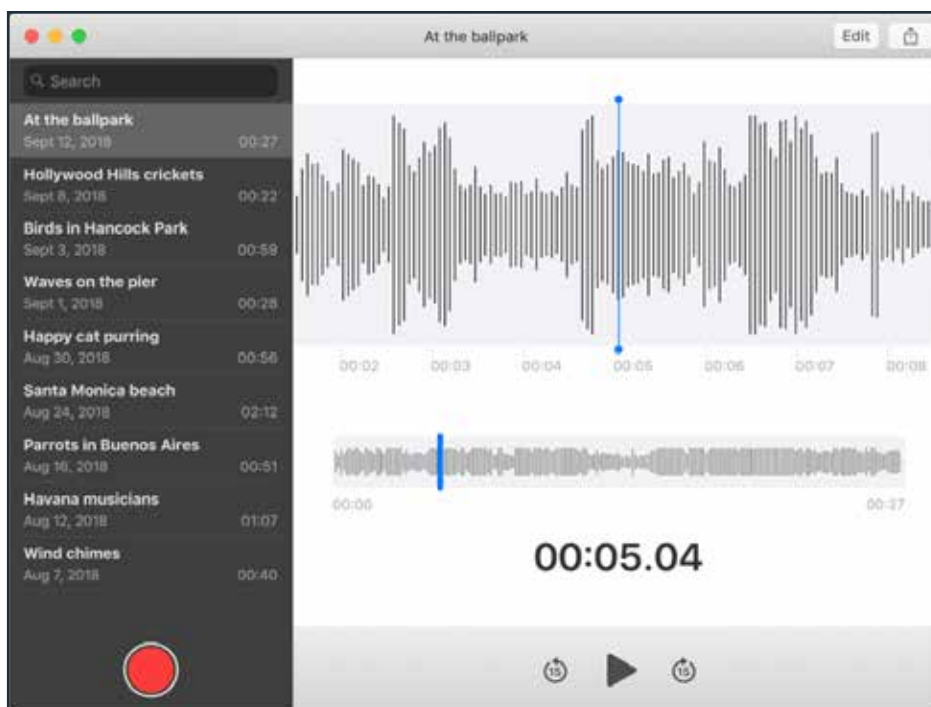 At the ballpark
Edit
Search
At the ballpark
Sept 12, 2018 00:27
Hollywood Hills crickets
Sept 8, 2018 00:22
Birds in Hancock Park
Sept 3, 2018 00:59
Waves on the pier
Sept 1, 2018 00:28
Happy cat purring
Aug 30, 2018 00:56
Santa Monica beach
Aug 24, 2018 02:12
Parrots in Buenos Aires
Aug 16, 2018 00:51
Havana musicians
Aug 12, 2018 01:07
Wind chimes
Aug 7, 2018 00:40
00:02 00:03 00:04 00:05 00:06 00:07 00:08
00:00 00:27
00:05.04
15 15